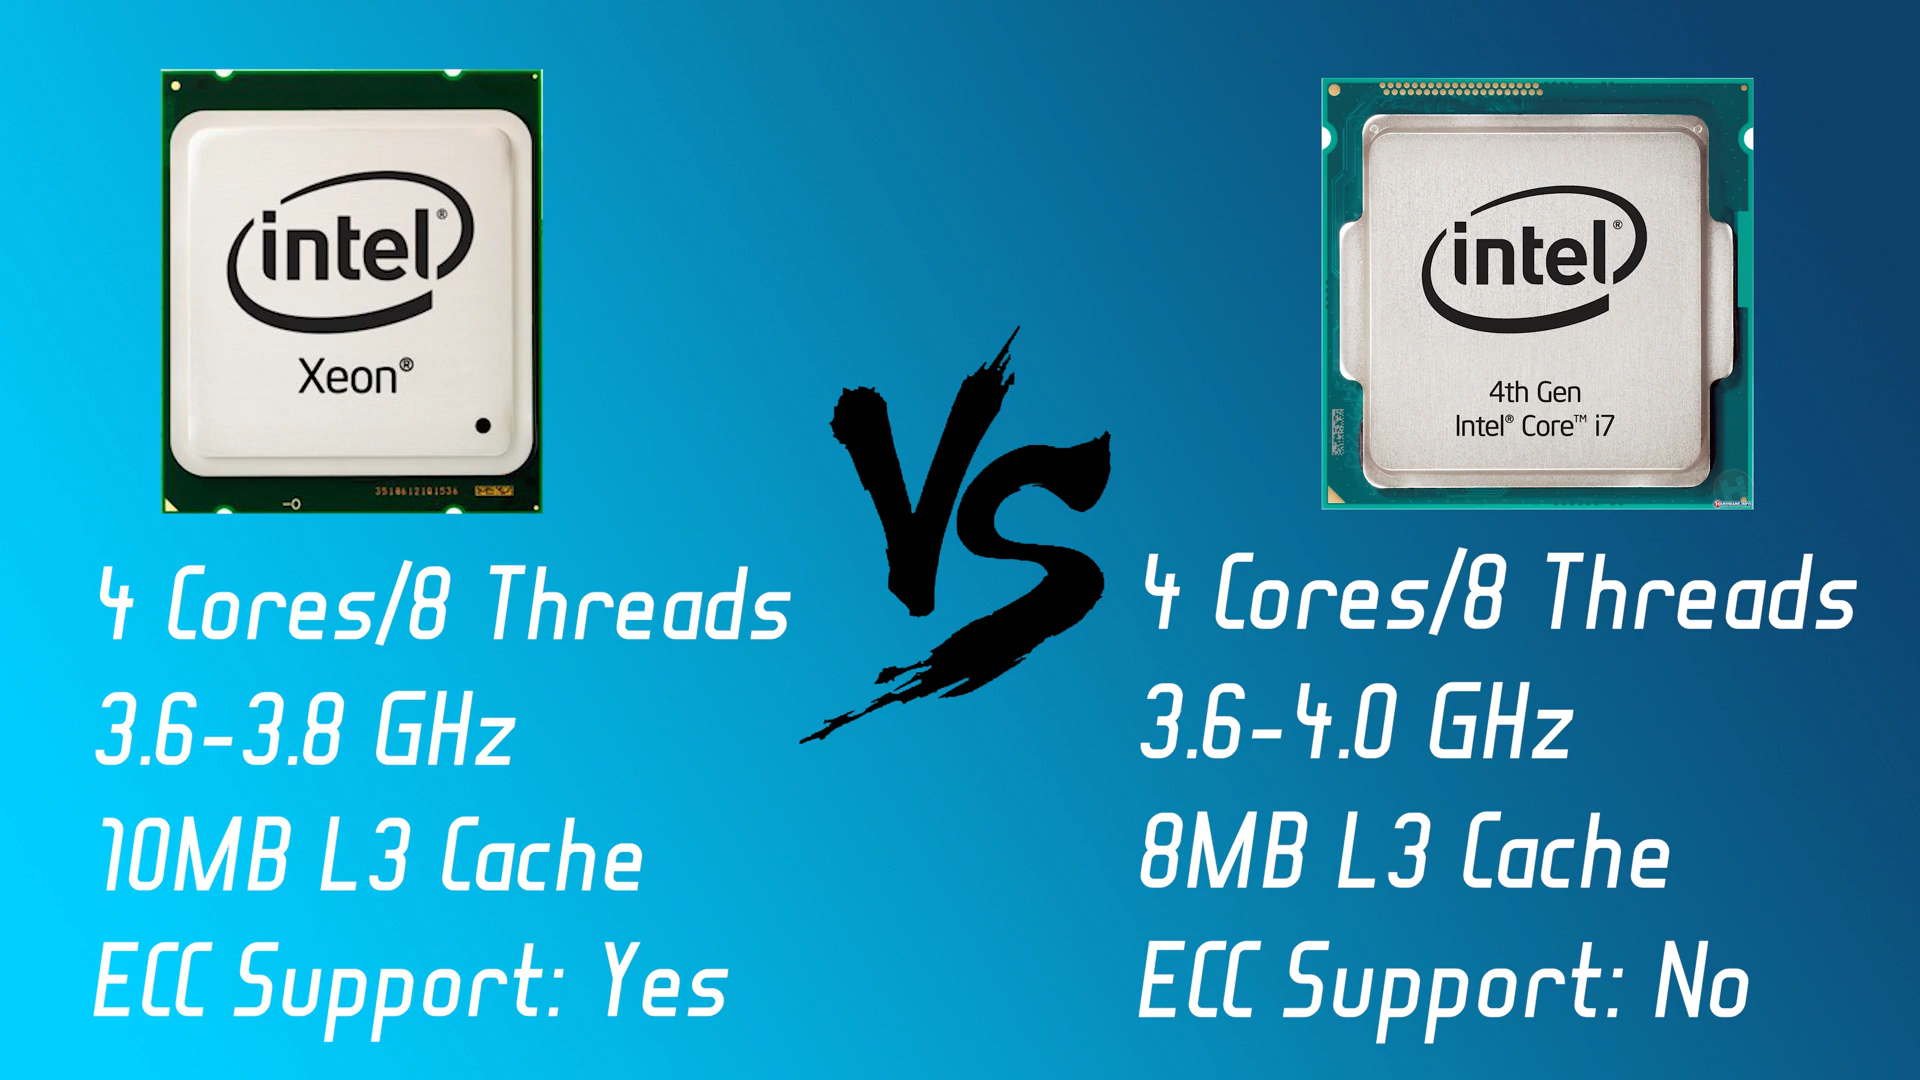 intel®
Xeon®
35106121Q1536
4 Cores/8 Threads
3.6-3.8 GHz
10MB L3 Cache
ECC Support: Yes
VS
intel®
4th Gen
Intel® Core™ i7
4 Cores/8 Threads
3.6-4.0 GHz
8MB L3 Cache
ECC Support: No